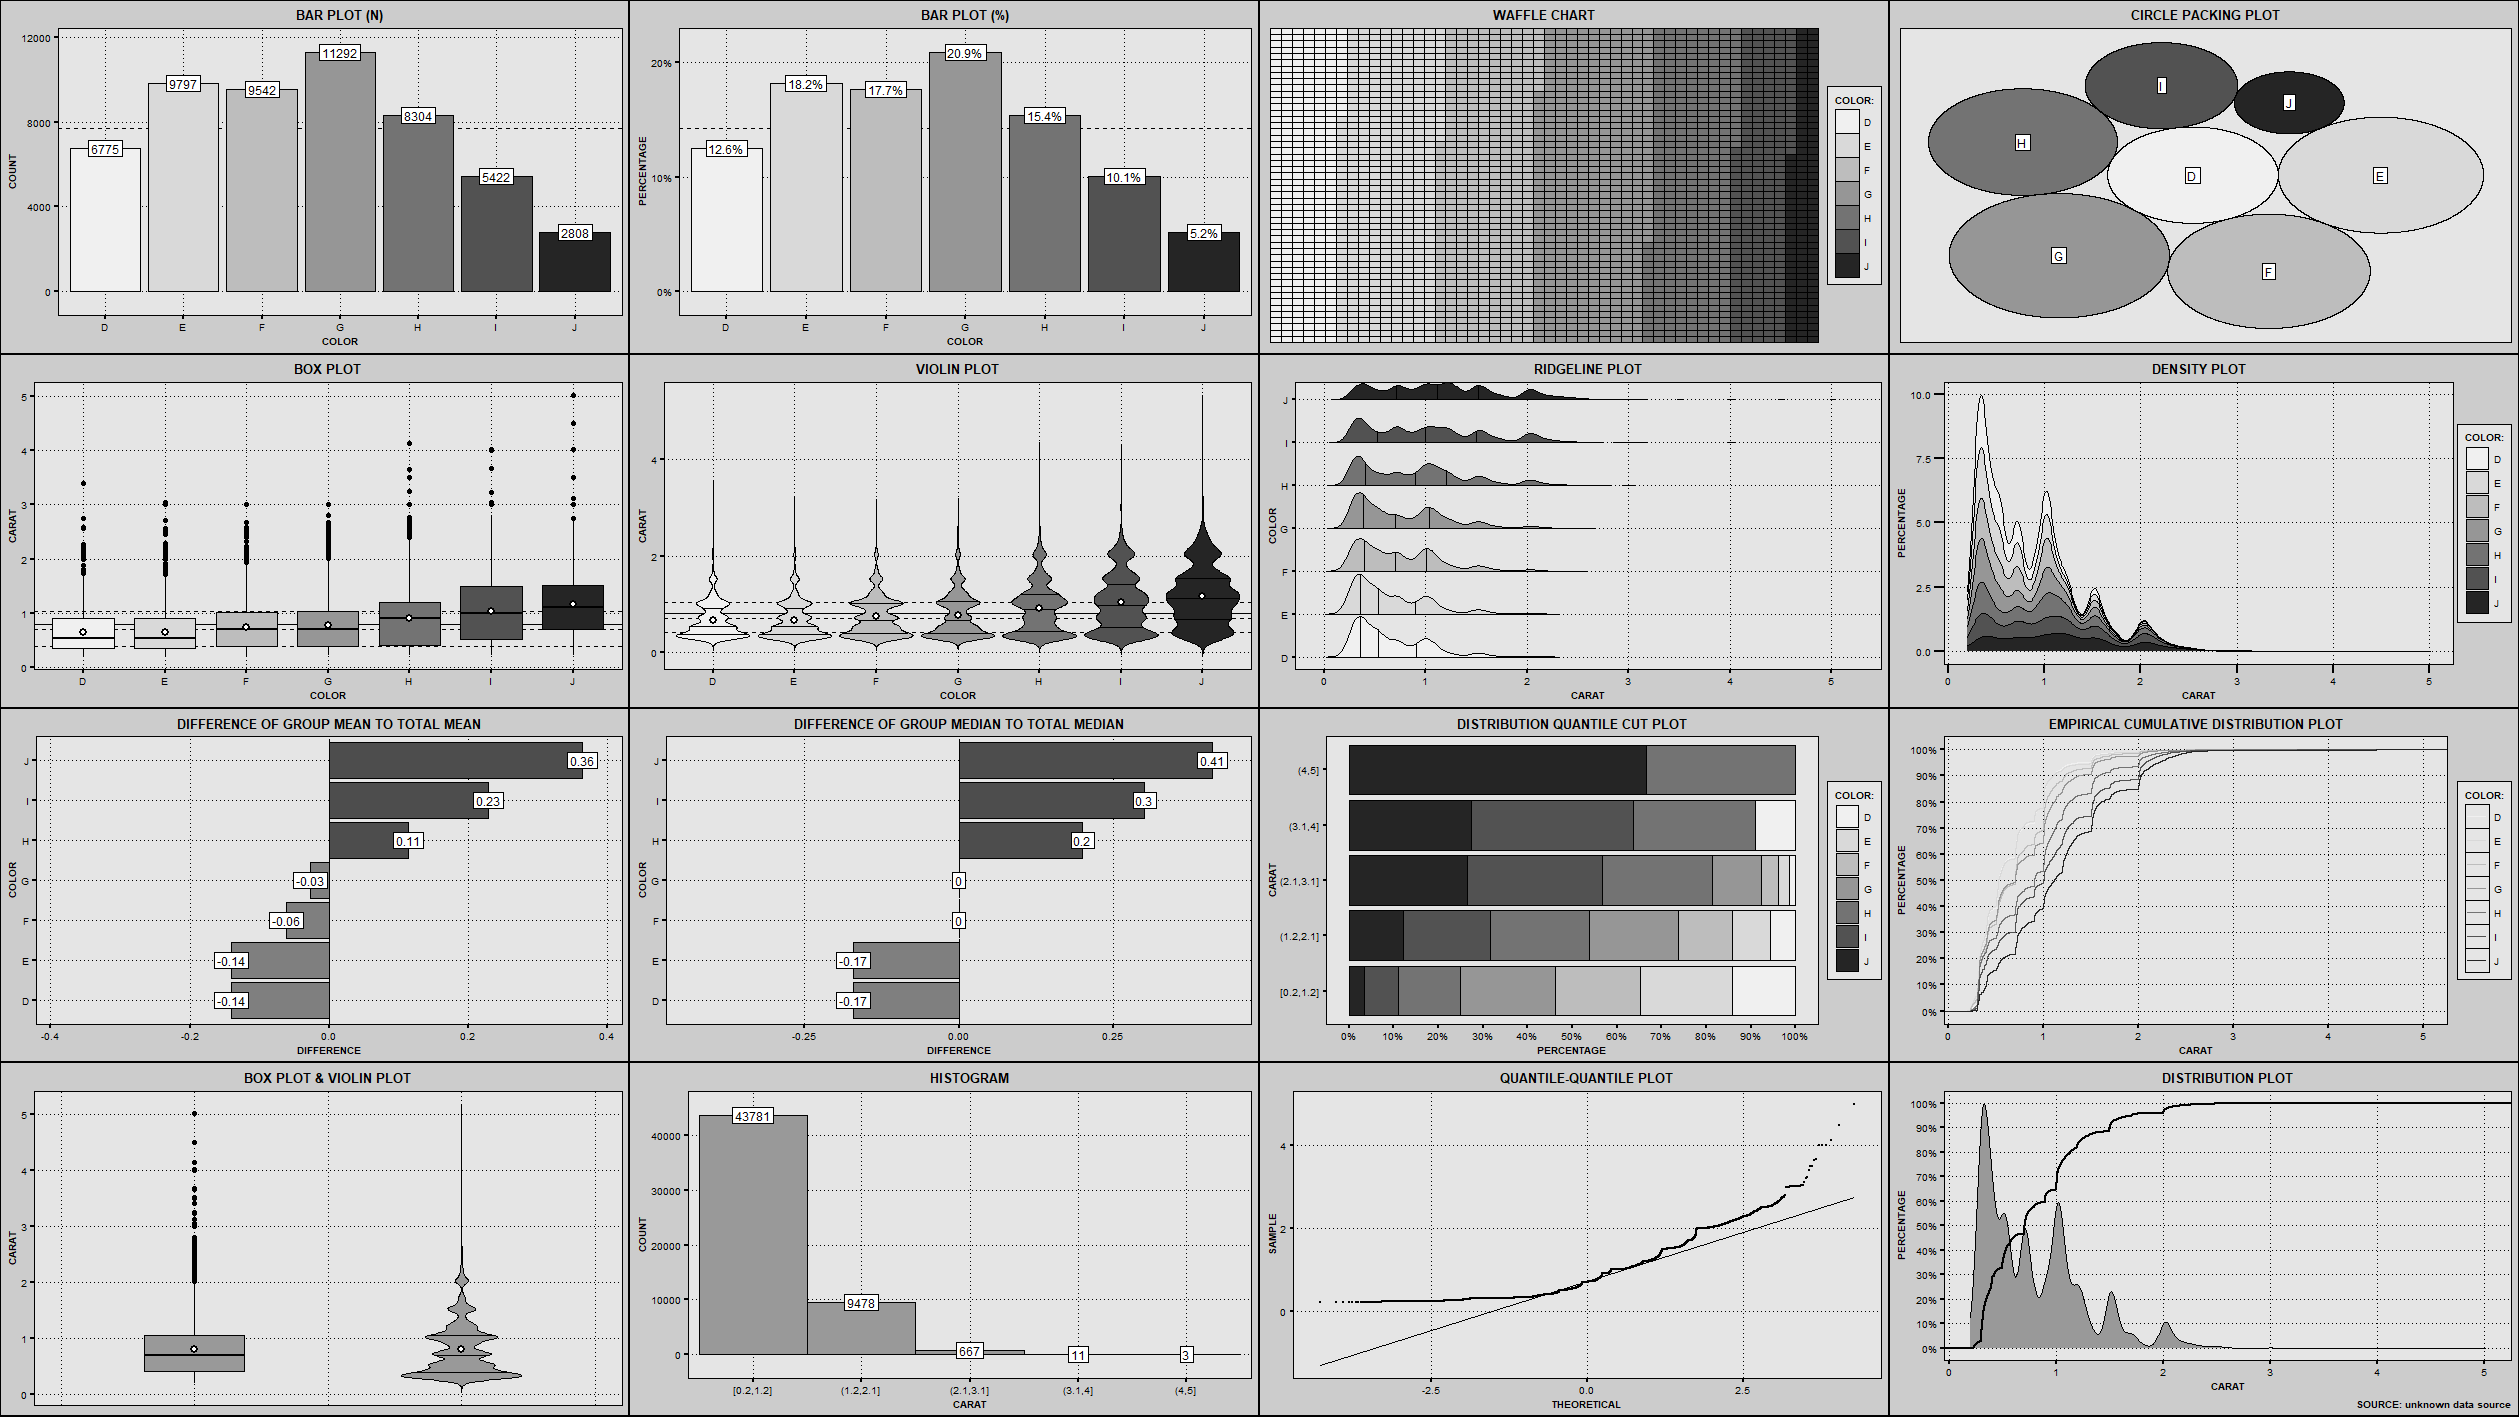 BAR PLOT (N)
12000
8000
4000
0
COUNT
6775
9797
9542
11292
8304
5422
2808
D E F G H I J
COLOR
BAR PLOT (%)
20%
10%
0%
PERCENTAGE
12.6%
18.2%
17.7%
20.9%
15.4%
10.1%
5.2%
D E F G H I J
COLOR
WAFFLE CHART
COLOR:
D
E
F
G
H
I
J
CIRCLE PACKING PLOT
I
J
H
D
E
G
F
BOX PLOT
5
4
3
2
1
0
CARAT
D E F G H I J
COLOR
VIOLIN PLOT
4
2
0
CARAT
D E F G H I J
COLOR
RIDGELINE PLOT
J
I
H
G
F
E
D
COLOR
0 1 2 3 4 5
CARAT
DENSITY PLOT
10.0
7.5
5.0
2.5
0.0
PERCENTAGE
0 1 2 3 4 5
CARAT
COLOR:
D
E
F
G
H
I
J
DIFFERENCE OF GROUP MEAN TO TOTAL MEAN
J 0.36
I 0.23
H 0.11
G -0.03
F -0.06
E -0.14
D -0.14
COLOR
-0.4 -0.2 0.0 0.2 0.4
DIFFERENCE
DIFFERENCE OF GROUP MEDIAN TO TOTAL MEDIAN
J 0.41
I 0.3
H 0.2
G 0
F 0
E -0.17
D -0.17
COLOR
-0.25 0.00 0.25
DIFFERENCE
DISTRIBUTION QUANTILE CUT PLOT
(4,5]
(3.1,4]
(2.1,3.1]
(1.2,2.1]
[0.2,1.2]
CARAT
0% 10% 20% 30% 40% 50% 60% 70% 80% 90% 100%
PERCENTAGE
COLOR:
D
E
F
G
H
I
J
EMPIRICAL CUMULATIVE DISTRIBUTION PLOT
100%
90%
80%
70%
60%
50%
40%
30%
20%
10%
0%
PERCENTAGE
0 1 2 3 4 5
CARAT
COLOR:
D
E
F
G
H
I
J
BOX PLOT & VIOLIN PLOT
5
4
3
2
1
0
CARAT
HISTOGRAM
40000
30000
20000
10000
0
COUNT
43781
9478
667
11
3
[0.2,1.2] (1.2,2.1] (2.1,3.1] (3.1,4] (4,5]
CARAT
QUANTILE-QUANTILE PLOT
4
2
0
SAMPLE
-2.5 0.0 2.5
THEORETICAL
DISTRIBUTION PLOT
100%
90%
80%
70%
60%
50%
40%
30%
20%
10%
0%
PERCENTAGE
0 1 2 3 4 5
CARAT
SOURCE: unknown data source